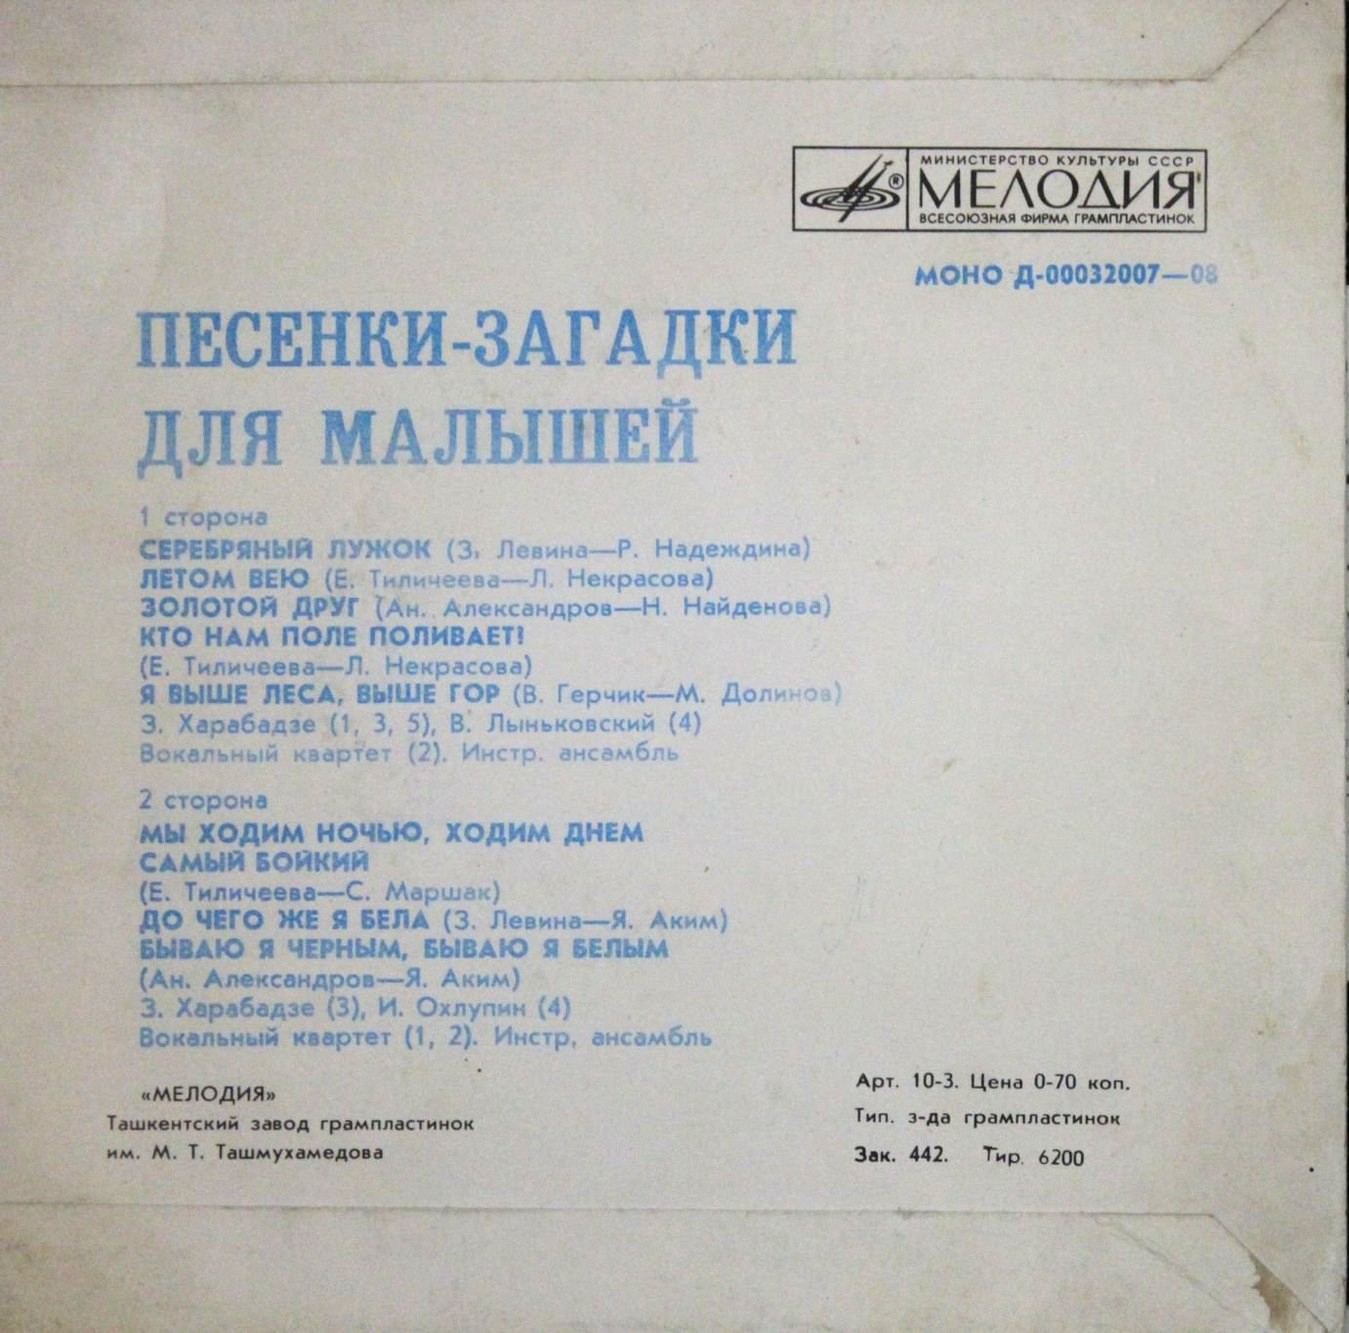 МИНИСТЕРСТВО КУЛЬТУРЫ СССР
МЕЛОДИЯ
®
ВСЕСОЮЗНАЯ ФИРМА ГРАМПЛАСТИНОК
МОНО Д-00032007—08
ПЕСЕНКИ-ЗАГАДКИ
ДЛЯ МАЛЫШЕЙ
1 сторона
СЕРЕБРЯНЫЙ ЛУЖОК (З. Левина—Р. Надеждина)
ЛЕТОМ ВЕЮ (Е. Тиличеева—Л. Некрасова)
ЗОЛОТОЙ ДРУГ (Ан. Александров—Н. Найденова)
КТО НАМ ПОЛЕ ПОЛИВАЕТ?
(Е. Тиличеева—Л. Некрасова)
Я ВЫШЕ ЛЕСА, ВЫШЕ ГОР (В. Герчик—М. Долинов)
З. Харабадзе (1, 3, 5), В. Лыньковский (4)
Вокальный квартет (2). Инстр. ансамбль
2 сторона
МЫ ХОДИМ НОЧЬЮ, ХОДИМ ДНЕМ
САМЫЙ БОЙКИЙ
(Е. Тиличеева—С. Маршак)
ДО ЧЕГО ЖЕ Я БЕЛА (З. Левина—Я. Аким)
БЫВАЮ Я ЧЕРНЫМ, БЫВАЮ Я БЕЛЫМ
(Ан. Александров—Я. Аким)
З. Харабадзе (3), И. Охлупин (4)
Вокальный квартет (1, 2). Инстр. ансамбль
«МЕЛОДИЯ»
Ташкентский завод грампластинок
им. М. Т. Ташмухамедова
Арт. 10-3. Цена 0-70 коп.
Тип. з-да грампластинок
Зак. 442. Тир. 6200